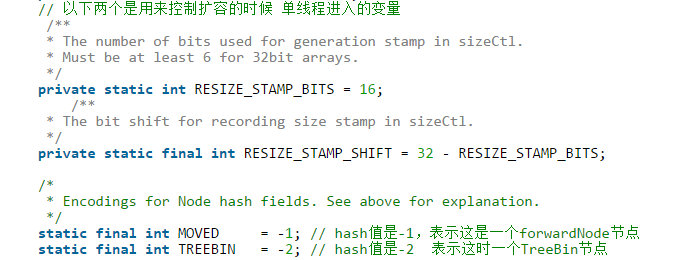 // 以下两个是用来控制扩容的时候 单线程进入的变量
/**
* The number of bits used for generation stamp in sizeCtl.
* Must be at least 6 for 32bit arrays.
*/
private static int RESIZE_STAMP_BITS = 16;
/**
* The bit shift for recording size stamp in sizeCtl.
*/
private static final int RESIZE_STAMP_SHIFT = 32 - RESIZE_STAMP_BITS;
/*
* Encodings for Node hash fields. See above for explanation.
*/
static final int MOVED     = -1; // hash值是-1，表示这是一个forwardNode节点
static final int TREEBIN   = -2; // hash值是-2  表示这时一个TreeBin节点